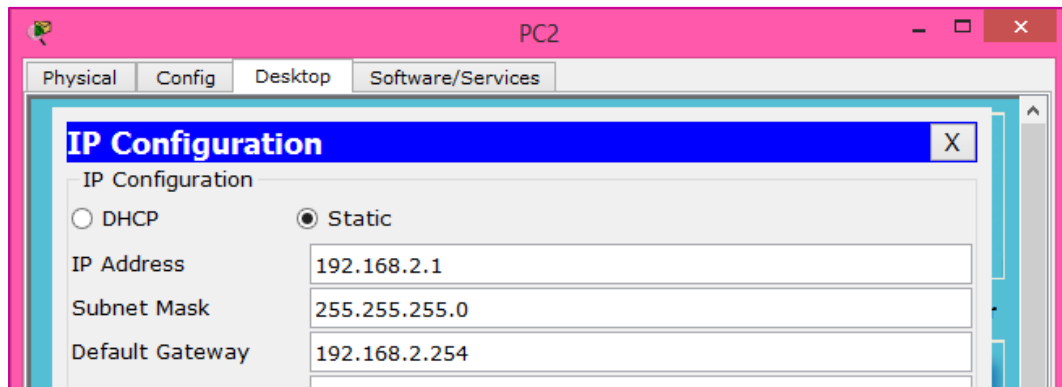 PC2
Physical Config Desktop Software/Services
IP Configuration X
IP Configuration
DHCP Static
IP Address 192.168.2.1
Subnet Mask 255.255.255.0
Default Gateway 192.168.2.254